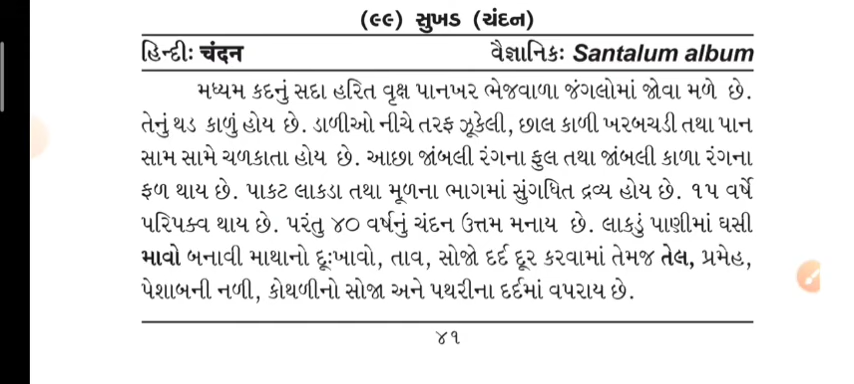 (૯૯) સુખડ (ચંદન)
હિન્દીઃ ચંદન વૈજ્ઞાનિકઃ Santalum album
મધ્યમ કદનું સદા હરિત વૃક્ષ પાનખર ભેજવાળા જંગલોમાં જોવા મળે છે.
તેનું થડ કાળું હોય છે. ડાળીઓ નીચે તરફ ઝૂકેલી, છાલ કાળી ખરબચડી તથા પાન
સામ સામે ચળકાતા હોય છે. આછા જાંબલી રંગના ફુલ તથા જાંબલી કાળા રંગના
ફળ થાય છે. પાકટ લાકડા તથા મૂળના ભાગમાં સુંગધિત દ્રવ્ય હોય છે. ૧૫ વર્ષે
પરિપક્વ થાય છે. પરંતુ ૪૦ વર્ષનું ચંદન ઉત્તમ મનાય છે. લાકડું પાણીમાં ઘસી
માવો બનાવી માથાનો દૂઃખાવો, તાવ, સોજો દર્દ દૂર કરવામાં તેમજ તેલ, પ્રમેહ,
પેશાબની નળી, કોથળીનો સોજા અને પથરીના દર્દમાં વપરાય છે.
૪૧